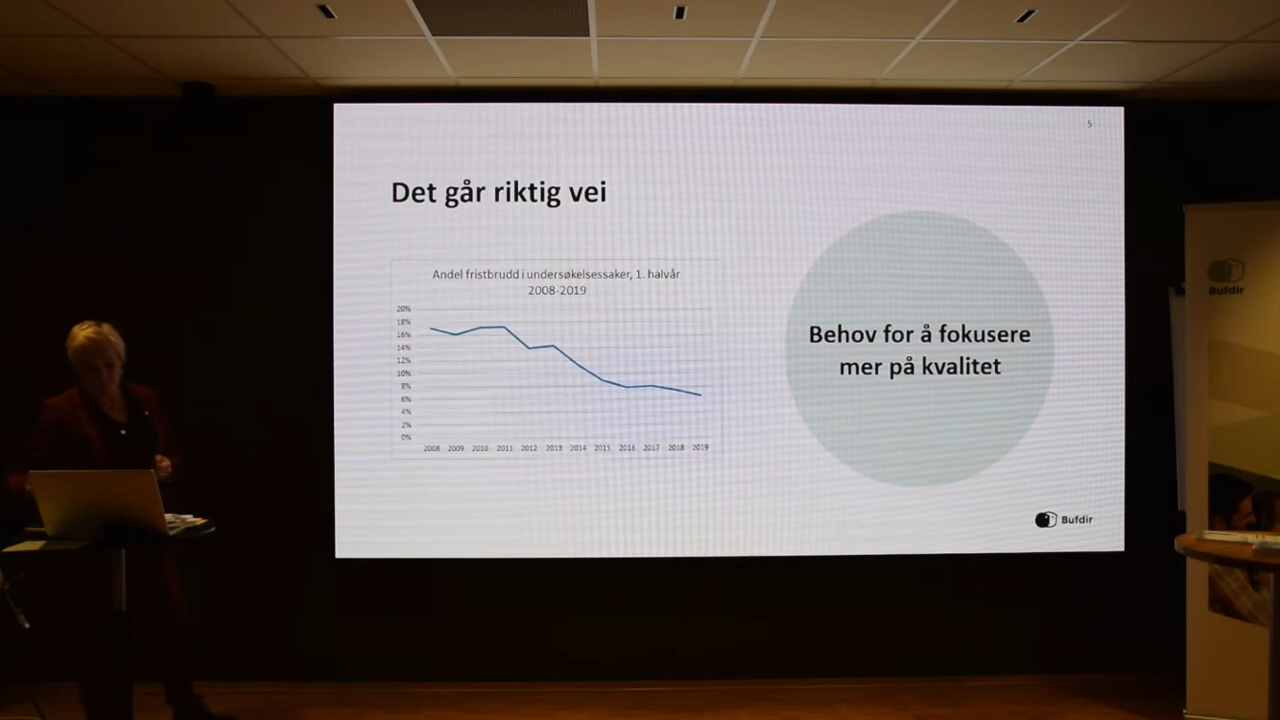 5
Det går riktig vei
Andel fristbrudd i undersøkelsessaker, 1. halvår
2008-2019
20%
18%
16%
14%
12%
10%
8%
6%
4%
2%
0%
2008 2009 2010 2011 2012 2013 2014 2015 2016 2017 2018 2019
Behov for å fokusere
mer på kvalitet
Bufdir
Bufdir